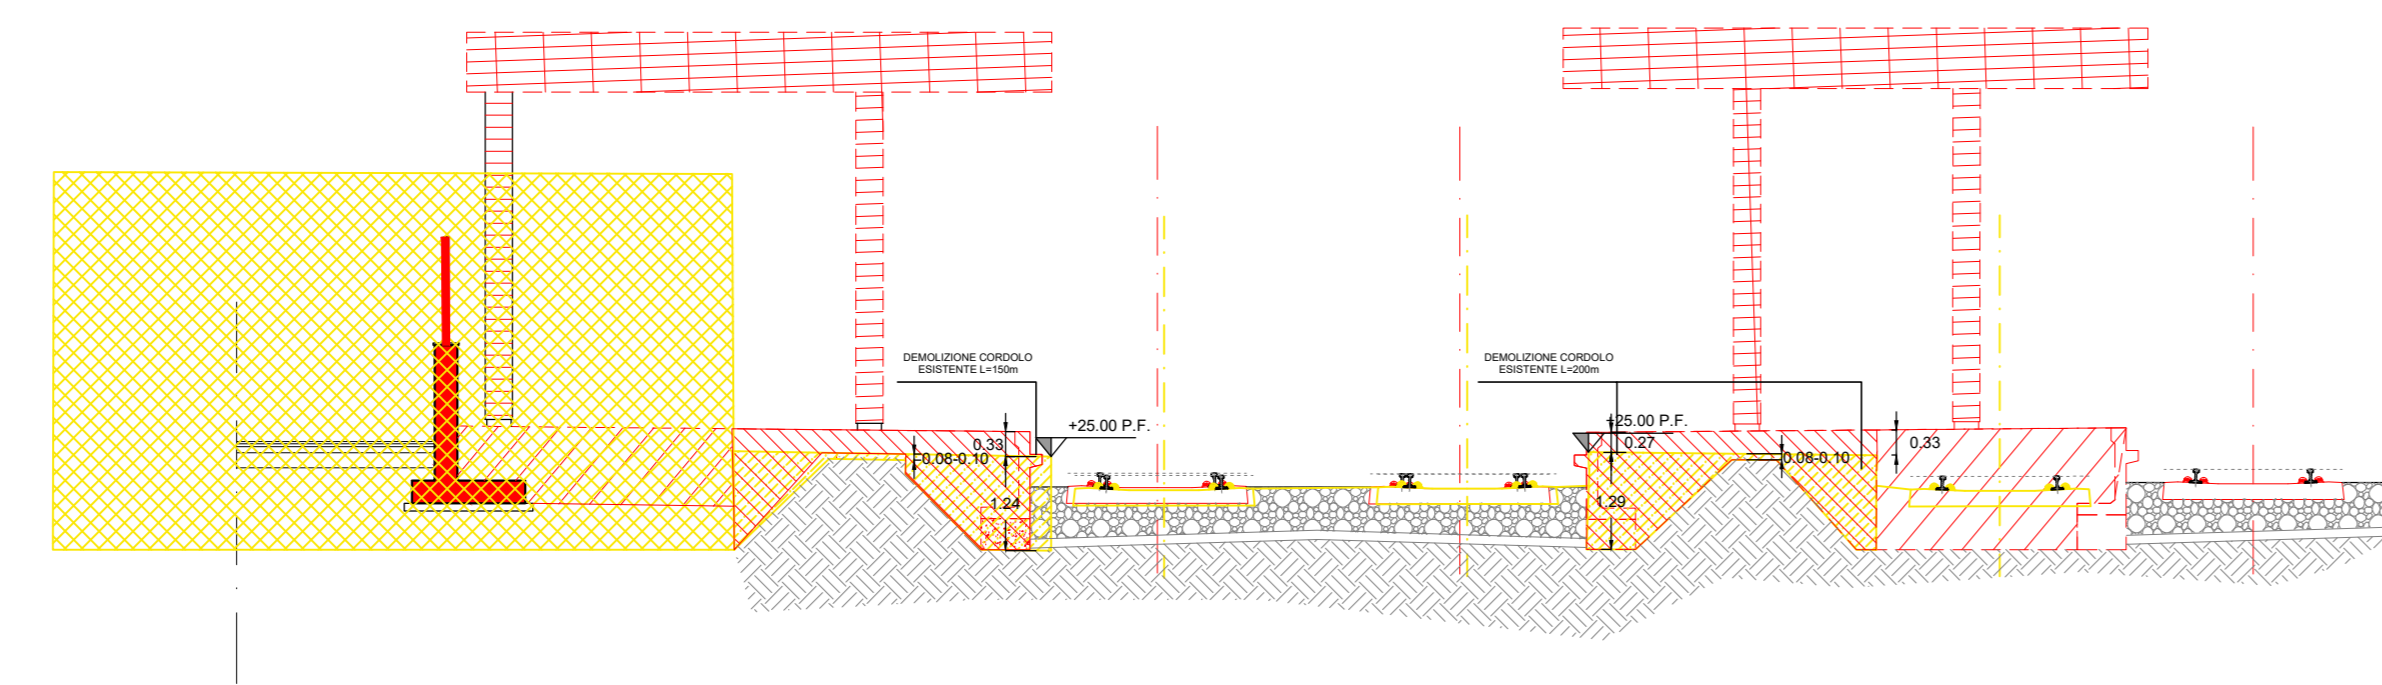 DEMOLIZIONE CORDOLO
ESISTENTE L=150m
+25.00 P.F.
0.33
0.08-0.10
1.24
DEMOLIZIONE CORDOLO
ESISTENTE L=200m
+25.00 P.F.
0.27
0.08-0.10
0.33
1.29